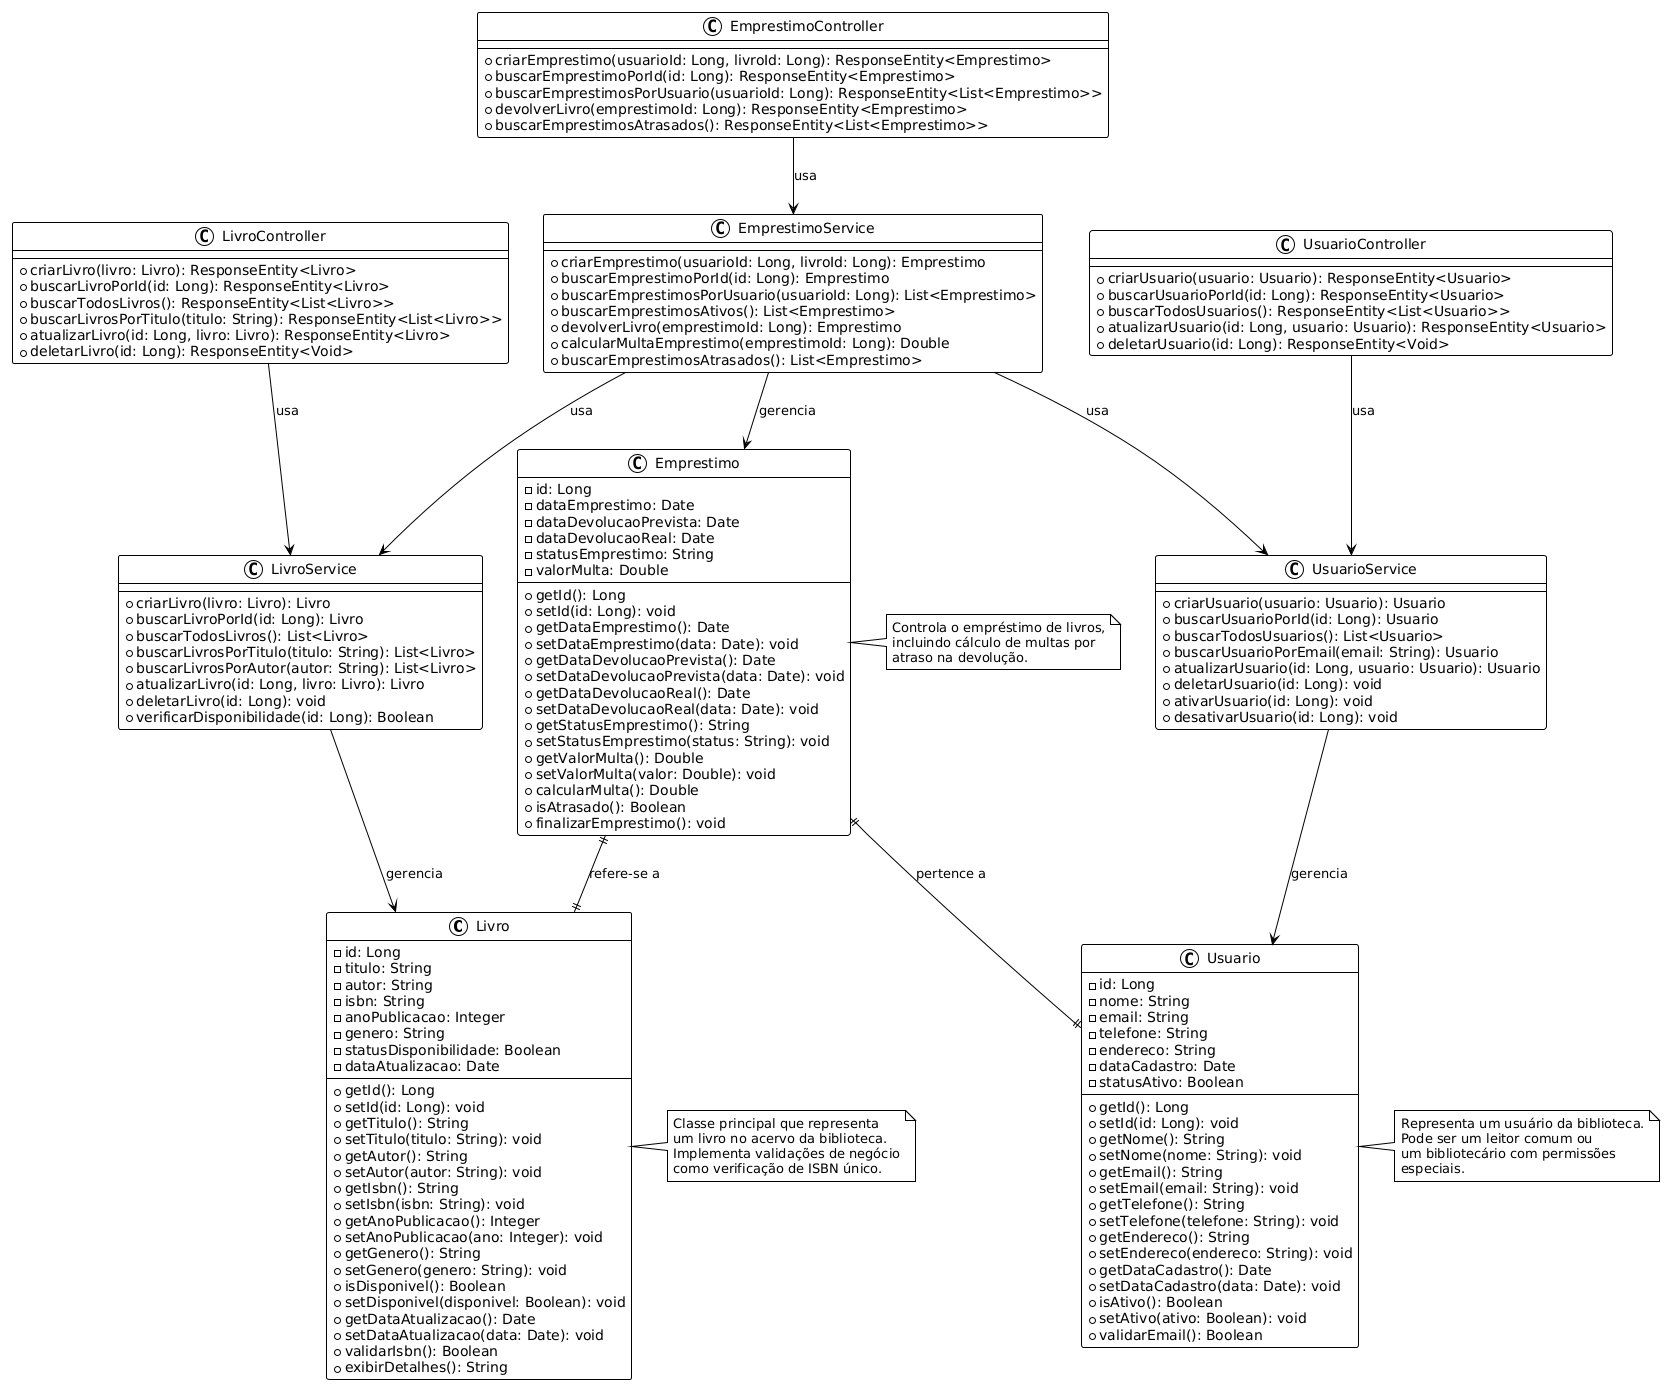 EmprestimoController
criarEmprestimo(usuarioId: Long, livroId: Long): ResponseEntity<Emprestimo>
buscarEmprestimoPorId(id: Long): ResponseEntity<Emprestimo>
buscarEmprestimosPorUsuario(usuarioId: Long): ResponseEntity<List<Emprestimo>>
devolverLivro(emprestimoId: Long): ResponseEntity<Emprestimo>
buscarEmprestimosAtrasados(): ResponseEntity<List<Emprestimo>>
usa
LivroController
criarLivro(livro: Livro): ResponseEntity<Livro>
buscarLivroPorId(id: Long): ResponseEntity<Livro>
buscarTodosLivros(): ResponseEntity<List<Livro>>
buscarLivrosPorTitulo(titulo: String): ResponseEntity<List<Livro>>
atualizarLivro(id: Long, livro: Livro): ResponseEntity<Livro>
deletarLivro(id: Long): ResponseEntity<Void>
EmprestimoService
criarEmprestimo(usuarioId: Long, livroId: Long): Emprestimo
buscarEmprestimoPorId(id: Long): Emprestimo
buscarEmprestimosPorUsuario(usuarioId: Long): List<Emprestimo>
buscarEmprestimosAtivos(): List<Emprestimo>
devolverLivro(emprestimoId: Long): Emprestimo
calcularMultaEmprestimo(emprestimoId: Long): Double
buscarEmprestimosAtrasados(): List<Emprestimo>
UsuarioController
criarUsuario(usuario: Usuario): ResponseEntity<Usuario>
buscarUsuarioPorId(id: Long): ResponseEntity<Usuario>
buscarTodosUsuarios(): ResponseEntity<List<Usuario>>
atualizarUsuario(id: Long, usuario: Usuario): ResponseEntity<Usuario>
deletarUsuario(id: Long): ResponseEntity<Void>
usa
usa
gerencia
usa
usa
Emprestimo
id: Long
dataEmprestimo: Date
dataDevolucaoPrevista: Date
dataDevolucaoReal: Date
statusEmprestimo: String
valorMulta: Double
getId(): Long
setId(id: Long): void
getDataEmprestimo(): Date
setDataEmprestimo(data: Date): void
getDataDevolucaoPrevista(): Date
setDataDevolucaoPrevista(data: Date): void
getDataDevolucaoReal(): Date
setDataDevolucaoReal(data: Date): void
getStatusEmprestimo(): String
setStatusEmprestimo(status: String): void
getValorMulta(): Double
setValorMulta(valor: Double): void
calcularMulta(): Double
isAtrasado(): Boolean
finalizarEmprestimo(): void
Controla o empréstimo de livros,
incluindo cálculo de multas por
atraso na devolução.
LivroService
criarLivro(livro: Livro): Livro
buscarLivroPorId(id: Long): Livro
buscarTodosLivros(): List<Livro>
buscarLivrosPorTitulo(titulo: String): List<Livro>
buscarLivrosPorAutor(autor: String): List<Livro>
atualizarLivro(id: Long, livro: Livro): Livro
deletarLivro(id: Long): void
verificarDisponibilidade(id: Long): Boolean
UsuarioService
criarUsuario(usuario: Usuario): Usuario
buscarUsuarioPorId(id: Long): Usuario
buscarTodosUsuarios(): List<Usuario>
buscarUsuarioPorEmail(email: String): Usuario
atualizarUsuario(id: Long, usuario: Usuario): Usuario
deletarUsuario(id: Long): void
ativarUsuario(id: Long): void
desativarUsuario(id: Long): void
gerencia
refere-se a
pertence a
gerencia
Livro
id: Long
titulo: String
autor: String
isbn: String
anoPublicacao: Integer
genero: String
statusDisponibilidade: Boolean
dataAtualizacao: Date
getId(): Long
setId(id: Long): void
getTitulo(): String
setTitulo(titulo: String): void
getAutor(): String
setAutor(autor: String): void
getIsbn(): String
setIsbn(isbn: String): void
getAnoPublicacao(): Integer
setAnoPublicacao(ano: Integer): void
getGenero(): String
setGenero(genero: String): void
isDisponivel(): Boolean
setDisponivel(disponivel: Boolean): void
getDataAtualizacao(): Date
setDataAtualizacao(data: Date): void
validarIsbn(): Boolean
exibirDetalhes(): String
Classe principal que representa
um livro no acervo da biblioteca.
Implementa validações de negócio
como verificação de ISBN único.
Usuario
id: Long
nome: String
email: String
telefone: String
endereco: String
dataCadastro: Date
statusAtivo: Boolean
getId(): Long
setId(id: Long): void
getNome(): String
setNome(nome: String): void
getEmail(): String
setEmail(email: String): void
getTelefone(): String
setTelefone(telefone: String): void
getEndereco(): String
setEndereco(endereco: String): void
getDataCadastro(): Date
setDataCadastro(data: Date): void
isAtivo(): Boolean
setAtivo(ativo: Boolean): void
validarEmail(): Boolean
Representa um usuário da biblioteca.
Pode ser um leitor comum ou
um bibliotecário com permissões
especiais.